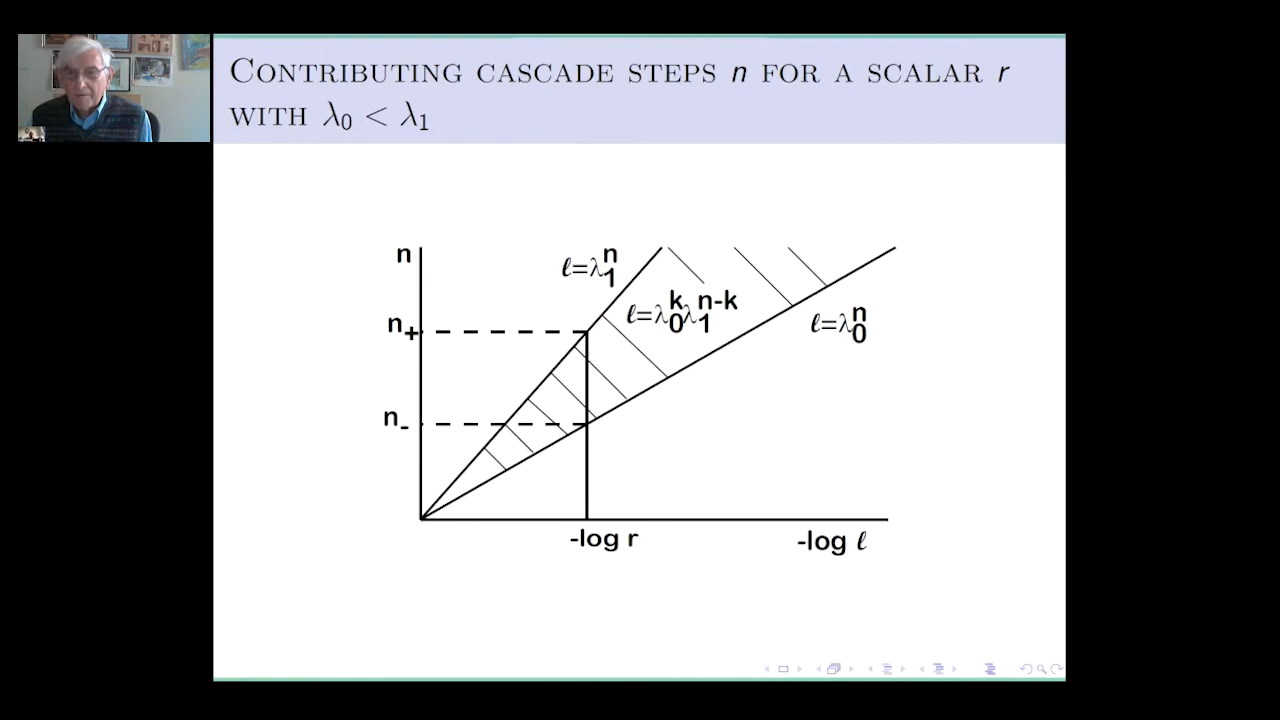 CONTRIBUTING CASCADE STEPS n FOR A SCALAR r
WITH λ₀ < λ₁
n
ℓ=λ₁ⁿ
ℓ=λ₀ᵏλ₁ⁿ⁻ᵏ
ℓ=λ₀ⁿ
n₊
n₋
-log r
-log ℓ